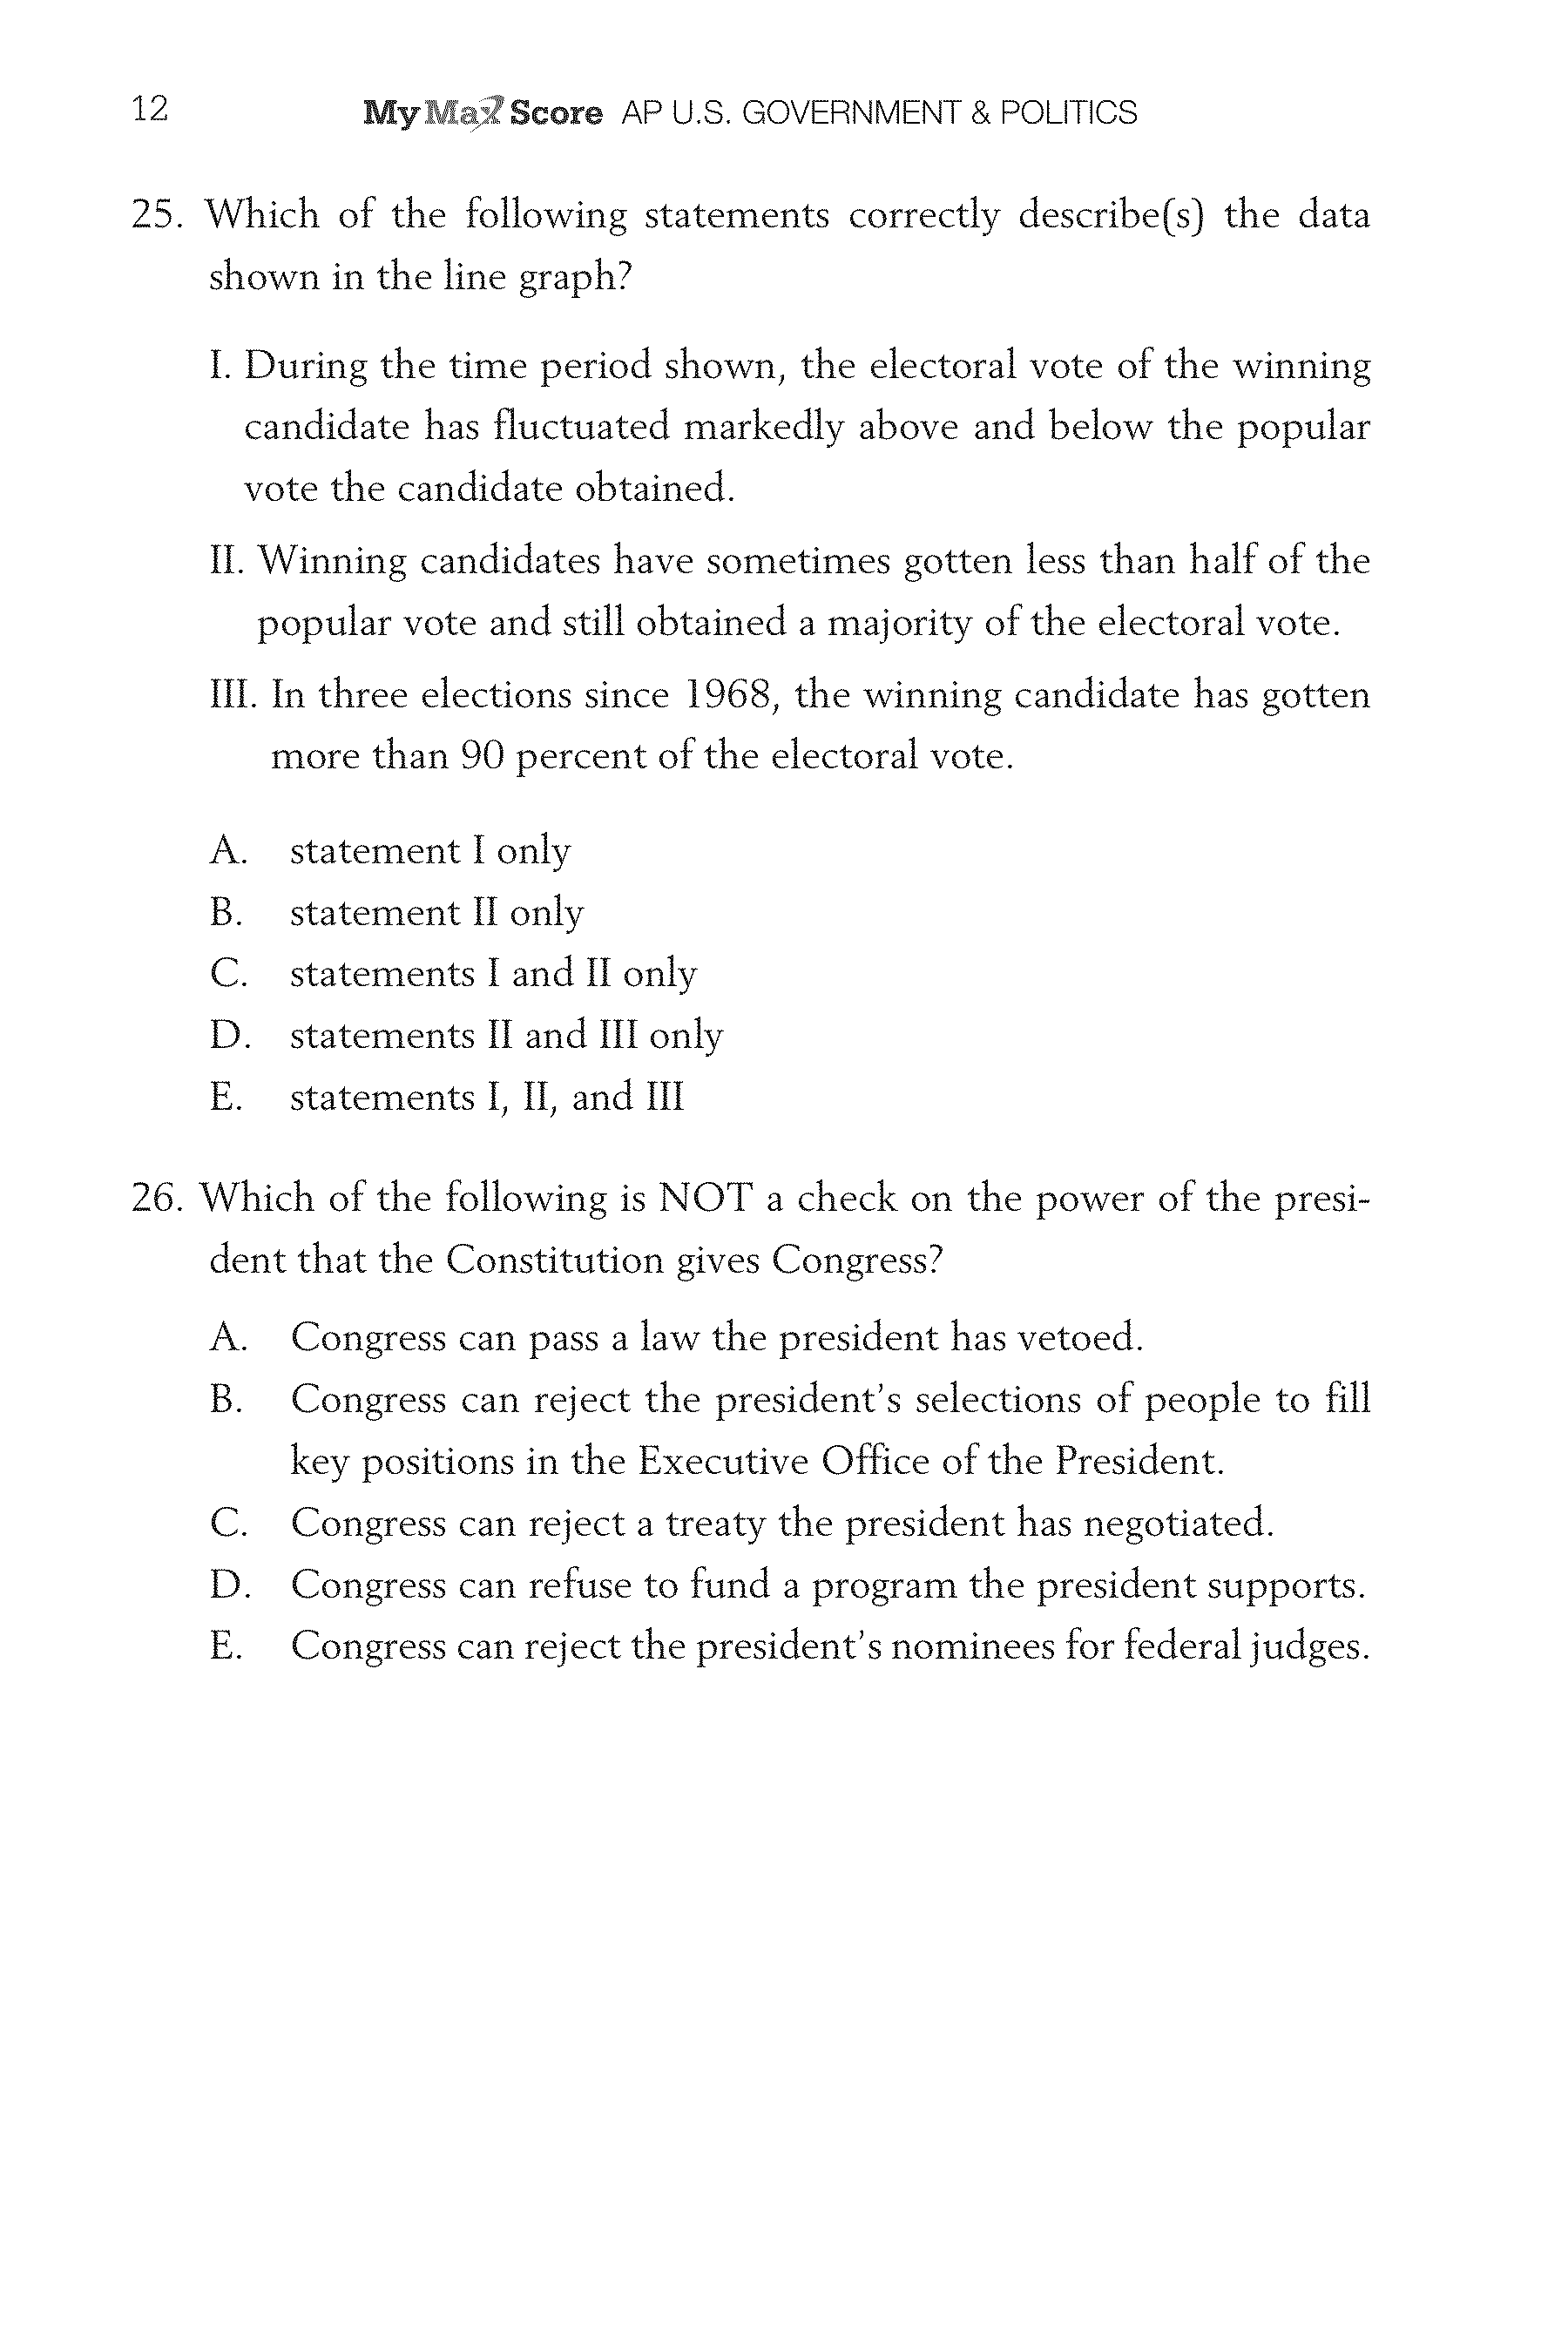 12 My Max Score AP U.S. GOVERNMENT & POLITICS
25. Which of the following statements correctly describe(s) the data
shown in the line graph?
I. During the time period shown, the electoral vote of the winning
candidate has fluctuated markedly above and below the popular
vote the candidate obtained.
II. Winning candidates have sometimes gotten less than half of the
popular vote and still obtained a majority of the electoral vote.
III. In three elections since 1968, the winning candidate has gotten
more than 90 percent of the electoral vote.
A. statement I only
B. statement II only
C. statements I and II only
D. statements II and III only
E. statements I, II, and III
26. Which of the following is NOT a check on the power of the presi-
dent that the Constitution gives Congress?
A. Congress can pass a law the president has vetoed.
B. Congress can reject the president's selections of people to fill
key positions in the Executive Office of the President.
C. Congress can reject a treaty the president has negotiated.
D. Congress can refuse to fund a program the president supports.
E. Congress can reject the president's nominees for federal judges.